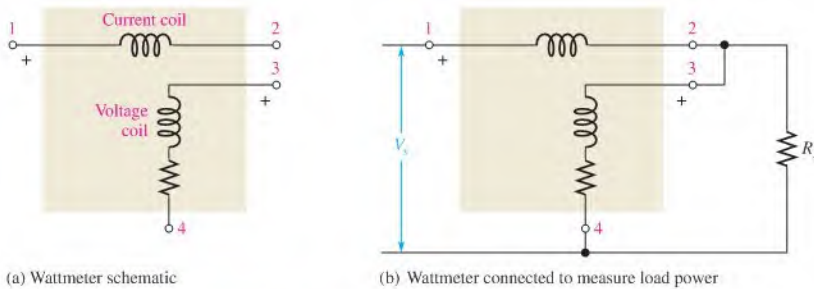 Current coil
1
2
+
3
+
Voltage
coil
4
(a) Wattmeter schematic
1
2
+
3
+
V_s
4
(b) Wattmeter connected to measure load power